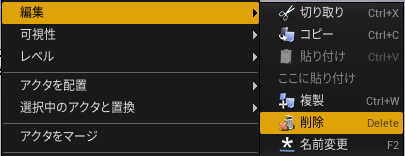 編集
可視性
レベル
アクタを配置
選択中のアクタと置換
アクタをマージ
切り取り Ctrl+X
コピー Ctrl+C
貼り付け Ctrl+V
ここに貼り付け
複製 Ctrl+W
削除 Delete
名前変更 F2